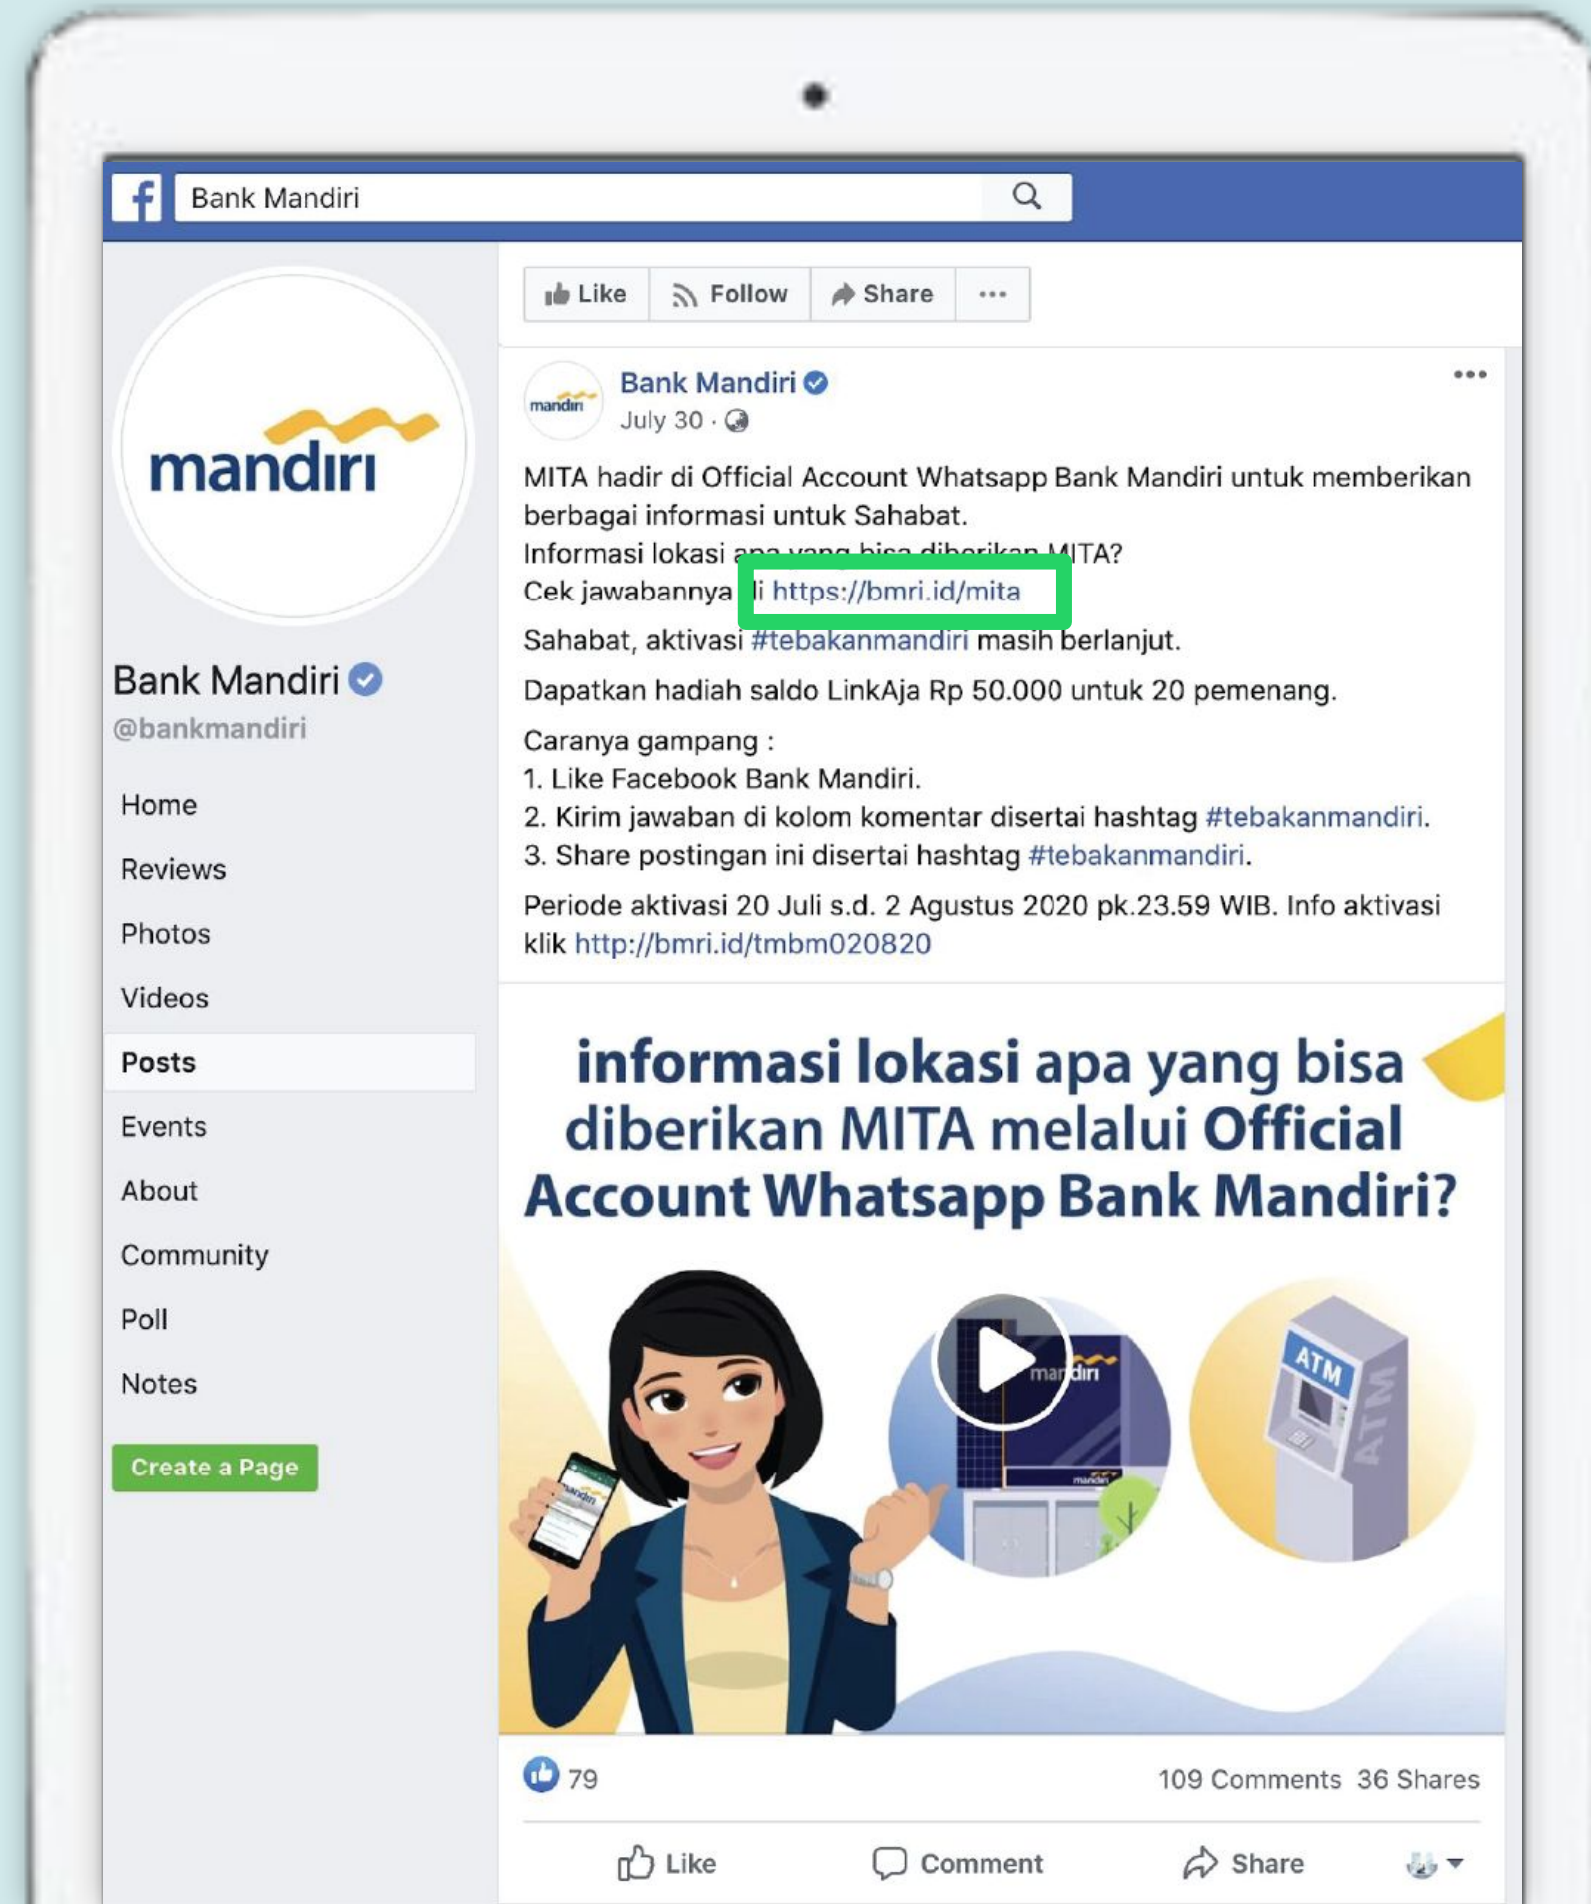 Bank Mandiri
mandiri
Bank Mandiri
@bankmandiri
Home
Reviews
Photos
Videos
Posts
Events
About
Community
Poll
Notes
Create a Page
Like Follow Share
mandiri
Bank Mandiri
July 30
MITA hadir di Official Account Whatsapp Bank Mandiri untuk memberikan
berbagai informasi untuk Sahabat.
Informasi lokasi apa yang bisa diberikan MITA?
Cek jawabannya di https://bmri.id/mita
Sahabat, aktivasi #tebakanmandiri masih berlanjut.
Dapatkan hadiah saldo LinkAja Rp 50.000 untuk 20 pemenang.
Caranya gampang :
1. Like Facebook Bank Mandiri.
2. Kirim jawaban di kolom komentar disertai hashtag #tebakanmandiri.
3. Share postingan ini disertai hashtag #tebakanmandiri.
Periode aktivasi 20 Juli s.d. 2 Agustus 2020 pk.23.59 WIB. Info aktivasi
klik http://bmri.id/tmbm020820
informasi lokasi apa yang bisa
diberikan MITA melalui Official
Account Whatsapp Bank Mandiri?
mandiri
mandiri
mandiri
ATM
ATM
79
109 Comments 36 Shares
Like Comment Share